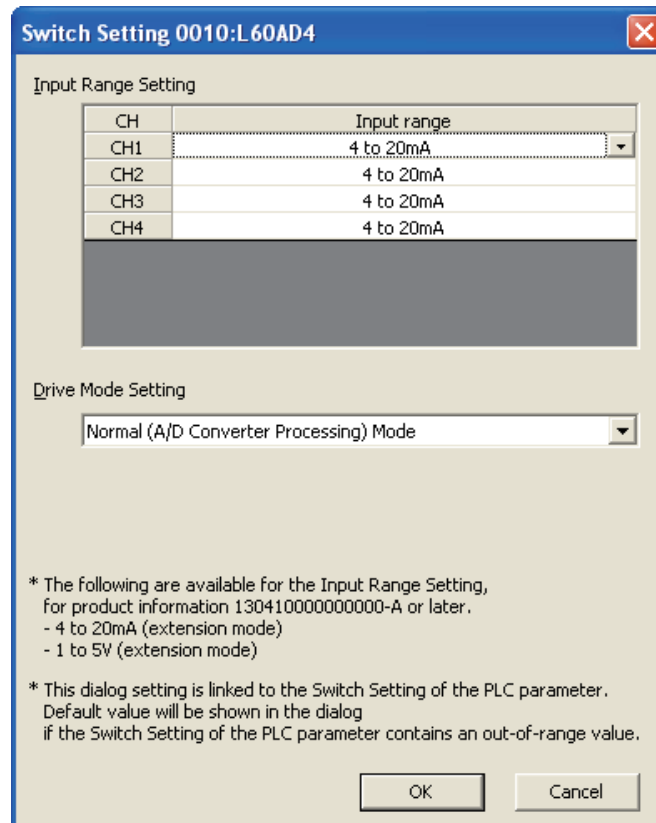 Switch Setting 0010:L60AD4
Input Range Setting
CH Input range
CH1 4 to 20mA
CH2 4 to 20mA
CH3 4 to 20mA
CH4 4 to 20mA
Drive Mode Setting
Normal (A/D Converter Processing) Mode
* The following are available for the Input Range Setting,
for product information 130410000000000-A or later.
- 4 to 20mA (extension mode)
- 1 to 5V (extension mode)
* This dialog setting is linked to the Switch Setting of the PLC parameter.
Default value will be shown in the dialog
if the Switch Setting of the PLC parameter contains an out-of-range value.
OK Cancel